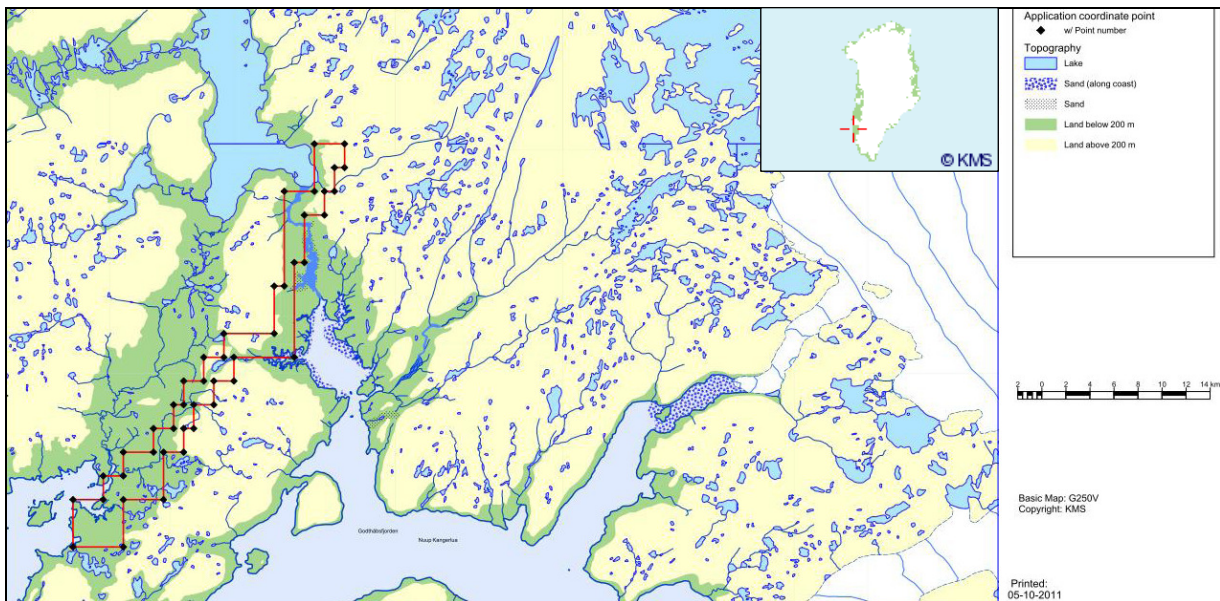 © KMS
Application coordinate point
w/ Point number
Topography
Lake
Sand (along coast)
Sand
Land below 200 m
Land above 200 m
2 0 2 4 6 8 10 12 14 km
Godthåbsfjorden
Nuup Kangerlua
Basic Map: G250V
Copyright: KMS
Printed:
05-10-2011